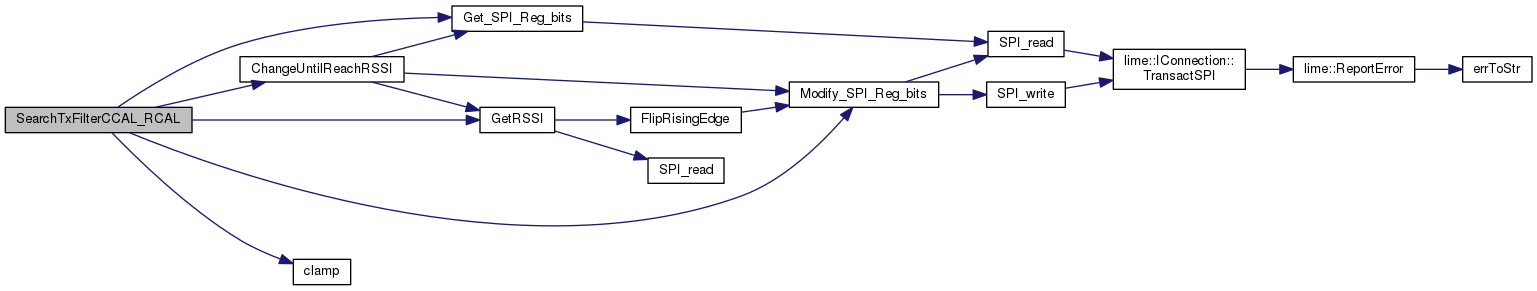 SearchTxFilterCCAL_RCAL
ChangeUntilReachRSSI
Get_SPI_Reg_bits
GetRSSI
clamp
FlipRisingEdge
SPI_read
Modify_SPI_Reg_bits
SPI_read
SPI_write
lime::IConnection::
TransactSPI
lime::ReportError
errToStr